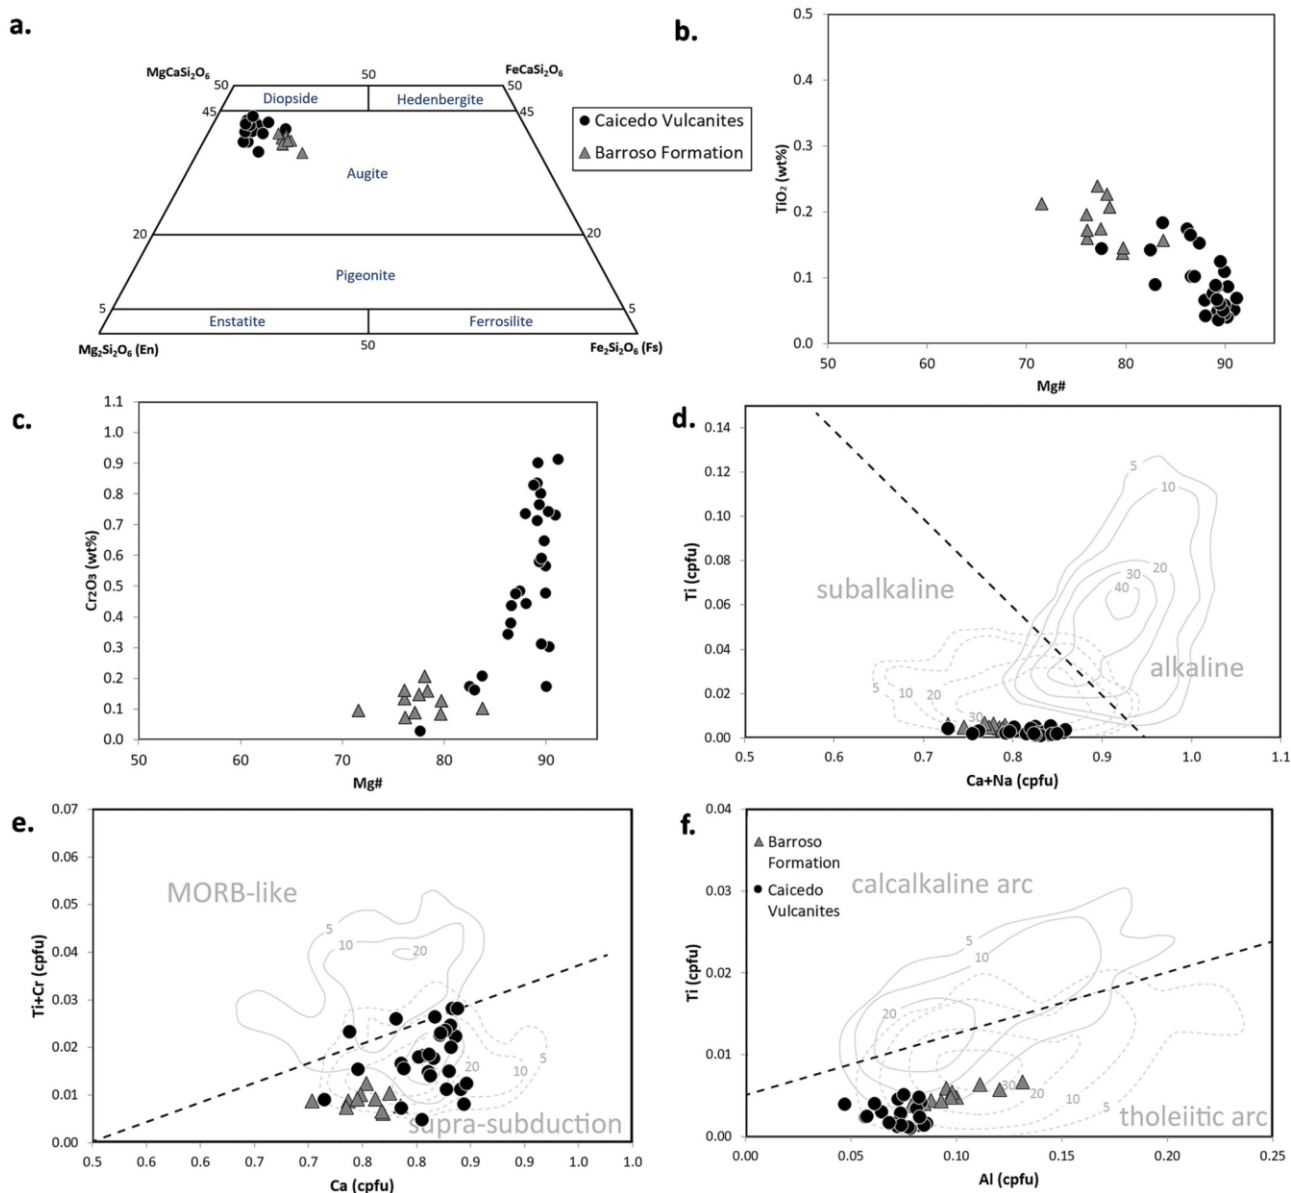 a.
MgCaSi₂O₆
50
50
FeCaSi₂O₆
50
45
Diopside
Hedenbergite
45
Caicedo Vulcanites
Barroso Formation
Augite
20
20
Pigeonite
5
5
Enstatite
Ferrosilite
Mg₂Si₂O₆ (En)
50
Fe₂Si₂O₆ (Fs)
b.
TiO₂ (wt%)
0.5
0.4
0.3
0.2
0.1
0.0
50
60
70
80
90
Mg#
c.
Cr₂O₃ (wt%)
1.1
1.0
0.9
0.8
0.7
0.6
0.5
0.4
0.3
0.2
0.1
0.0
50
60
70
80
90
Mg#
d.
Ti (cpfu)
0.14
0.12
0.10
0.08
0.06
0.04
0.02
0.00
subalkaline
alkaline
5
10
20
30
40
5
10
20
30
0.5
0.6
0.7
0.8
0.9
1.0
1.1
Ca+Na (cpfu)
e.
Ti+Cr (cpfu)
0.07
0.06
0.05
0.04
0.03
0.02
0.01
0.00
MORB-like
5
10
20
20
10
5
supra-subduction
0.5
0.6
0.7
0.7
0.8
0.8
0.9
0.9
1.0
1.0
Ca (cpfu)
f.
Ti (cpfu)
0.04
0.03
0.02
0.01
0.00
Barroso
Formation
Caicedo
Vulcanites
calcalkaline arc
5
10
20
30
20
10
5
tholeiitic arc
0.00
0.05
0.10
0.15
0.20
0.25
Al (cpfu)